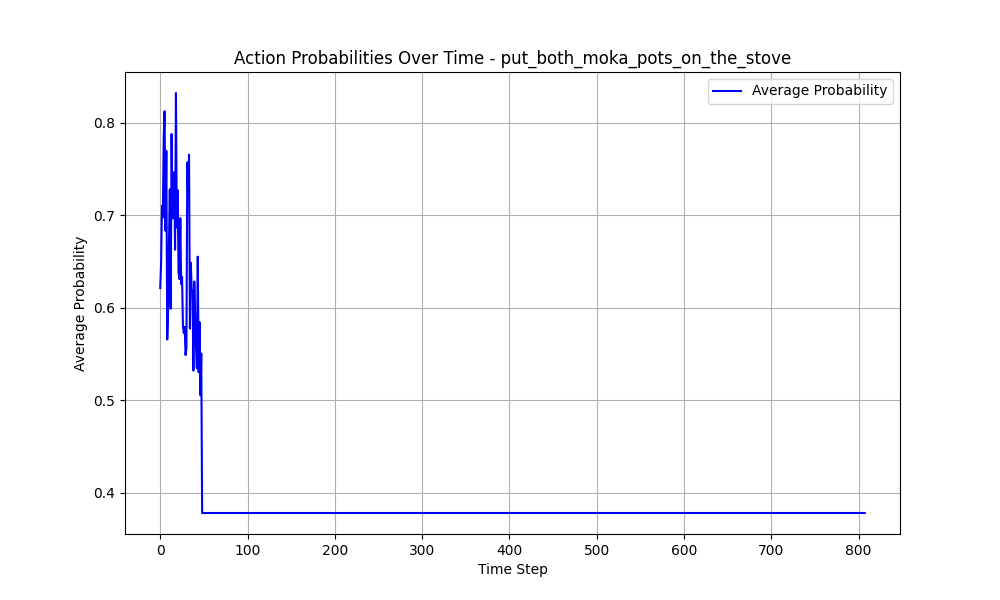 Action Probabilities Over Time - put_both_moka_pots_on_the_stove
Average Probability
0.8
0.7
0.6
0.5
0.4
Average Probability
0 100 200 300 400 500 600 700 800
Time Step